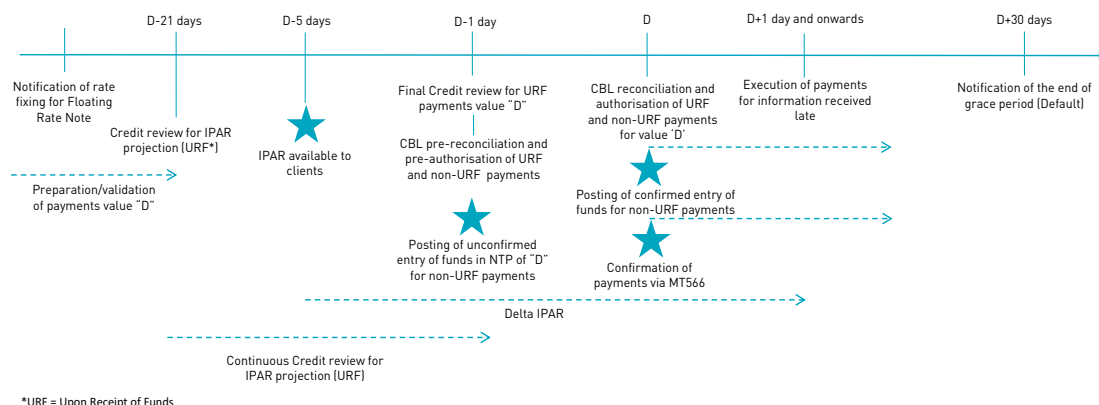 D-21 days
D-5 days
D-1 day
D
D+1 day and onwards
D+30 days
Notification of rate
fixing for Floating
Rate Note
Credit review for IPAR
projection (URF*)
Preparation/validation
of payments value "D"
IPAR available to
clients
Final Credit review for URF
payments value "D"
CBL pre-reconciliation and
pre-authorisation of URF
and non-URF payments
Posting of unconfirmed
entry of funds in NTP of "D"
for non-URF payments
CBL reconciliation and
authorisation of URF
and non-URF payments
for value 'D'
Posting of confirmed entry of
funds for non-URF payments
Confirmation of
payments via MT566
Execution of payments
for information received
late
Notification of the end of
grace period (Default)
Delta IPAR
Continuous Credit review for
IPAR projection (URF)
*URF = Upon Receipt of Funds